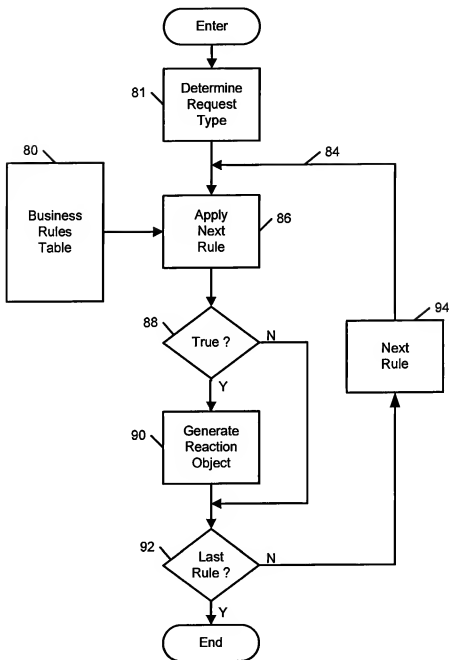 Enter
81
Determine
Request
Type
80
84
Business
Rules
Table
Apply
Next
Rule
86
94
88
True ?
N
Next
Rule
Y
90
Generate
Reaction
Object
92
Last
Rule ?
N
Y
End